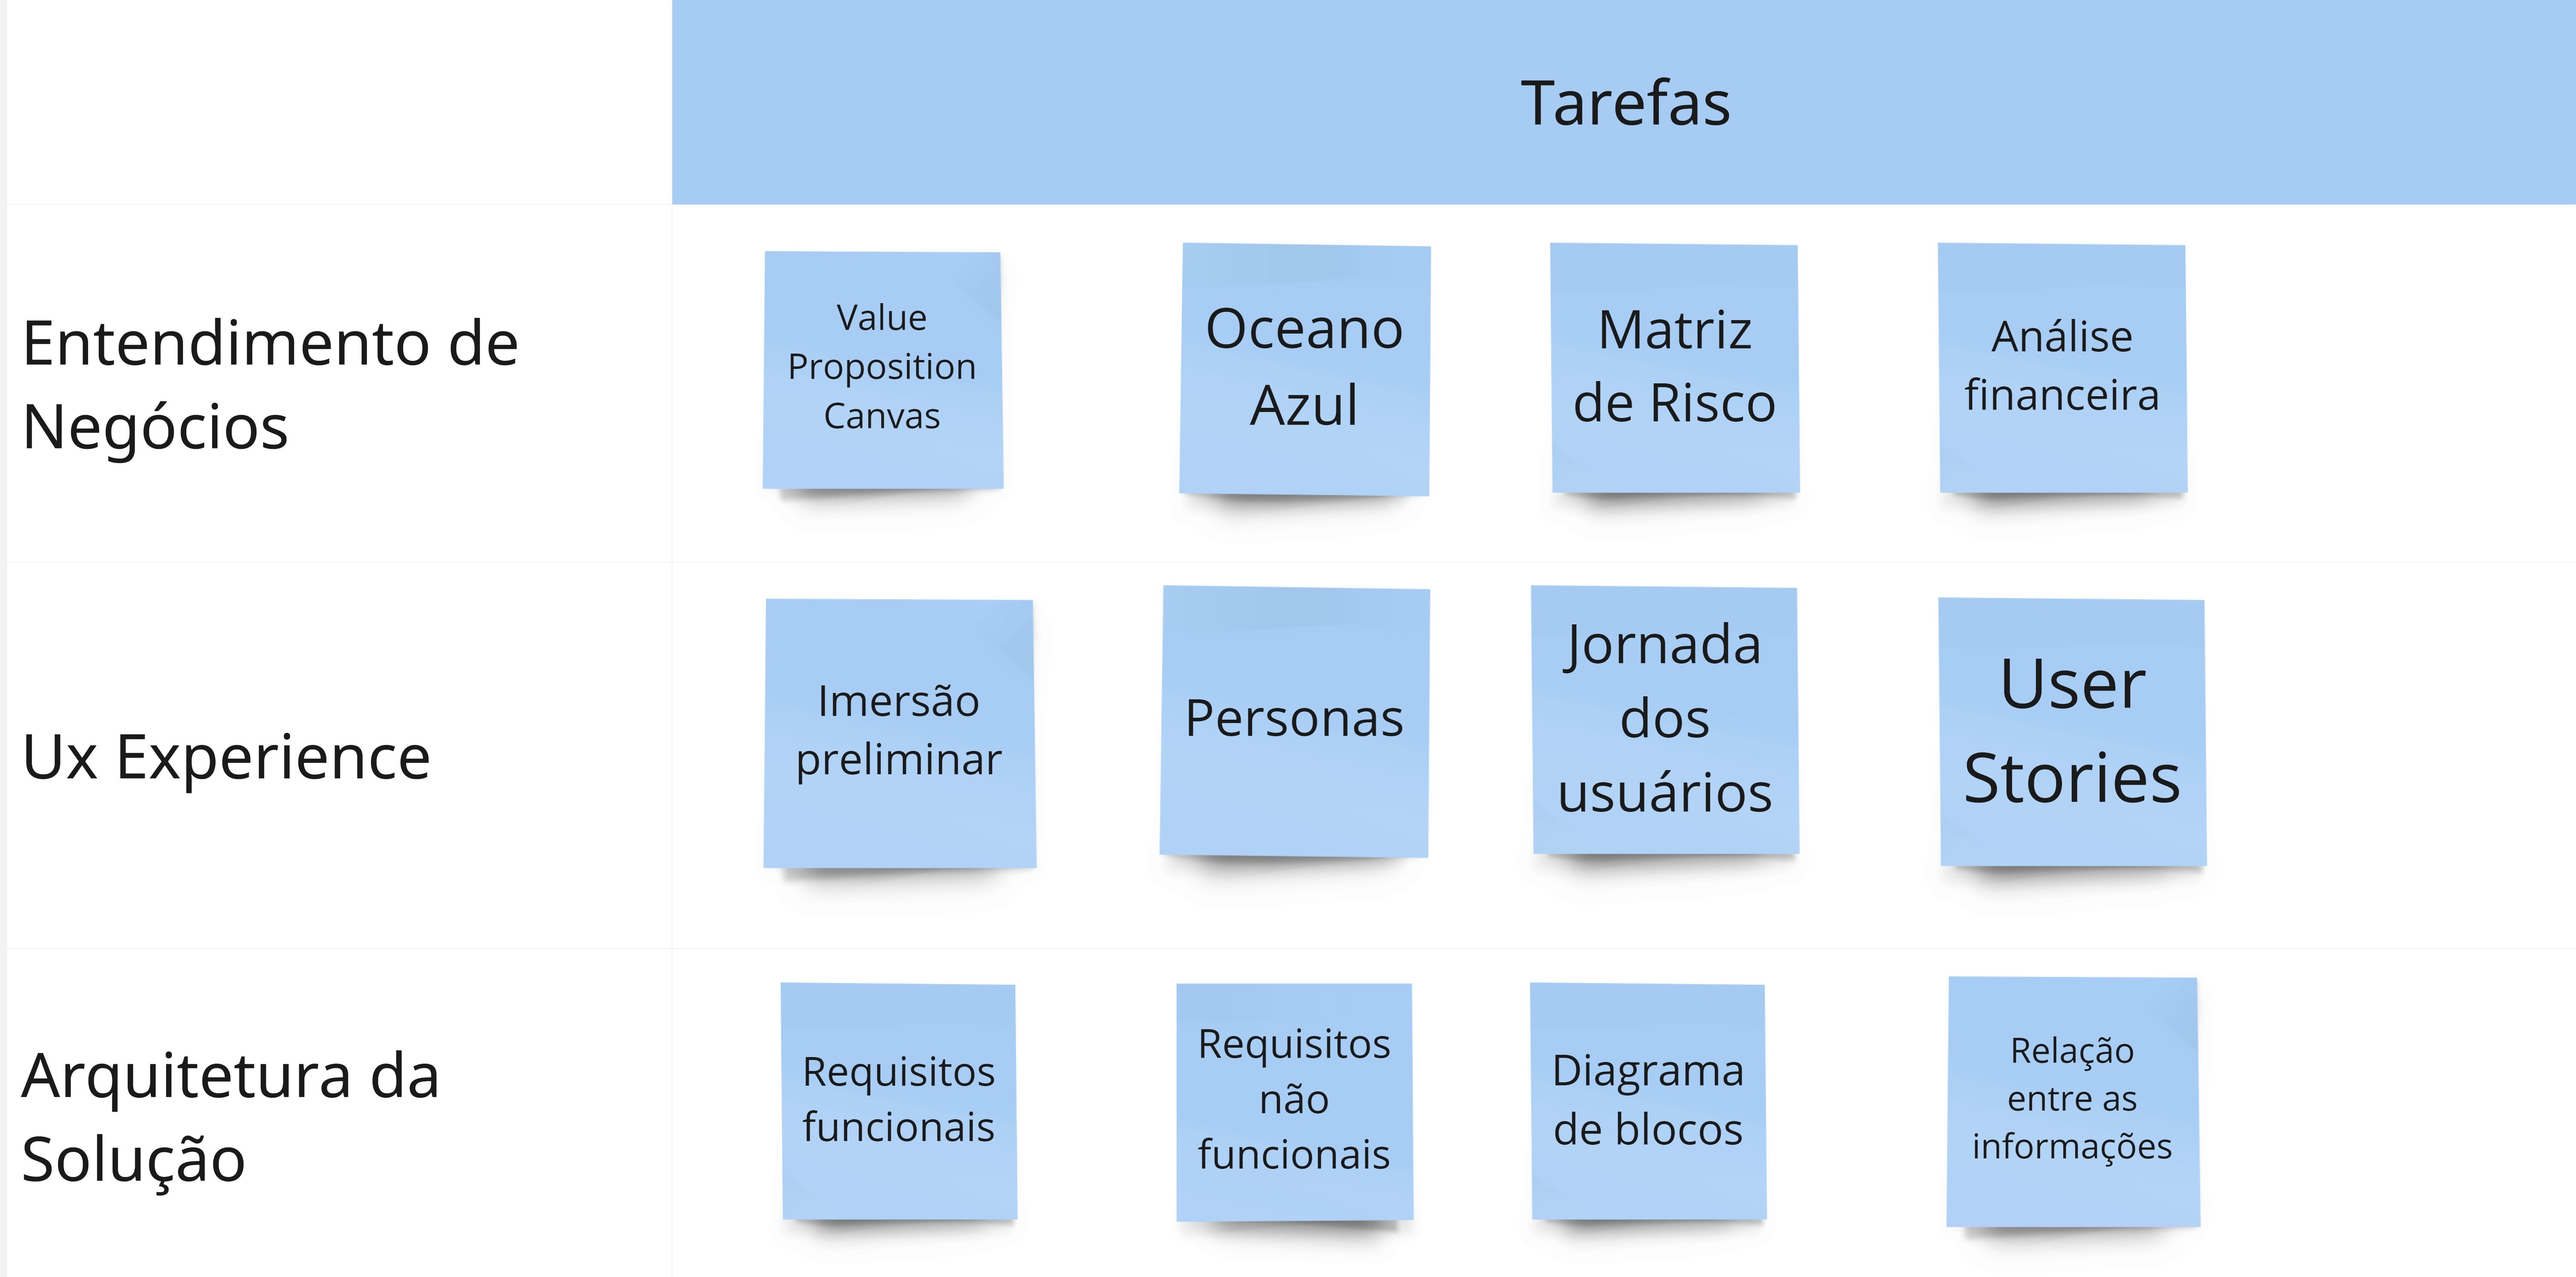 Tarefas
Entendimento de
Negócios
Value
Proposition
Canvas
Oceano
Azul
Matriz
de Risco
Análise
financeira
Ux Experience
Imersão
preliminar
Personas
Jornada
dos
usuários
User
Stories
Arquitetura da
Solução
Requisitos
funcionais
Requisitos
não
funcionais
Diagrama
de blocos
Relação
entre as
informações